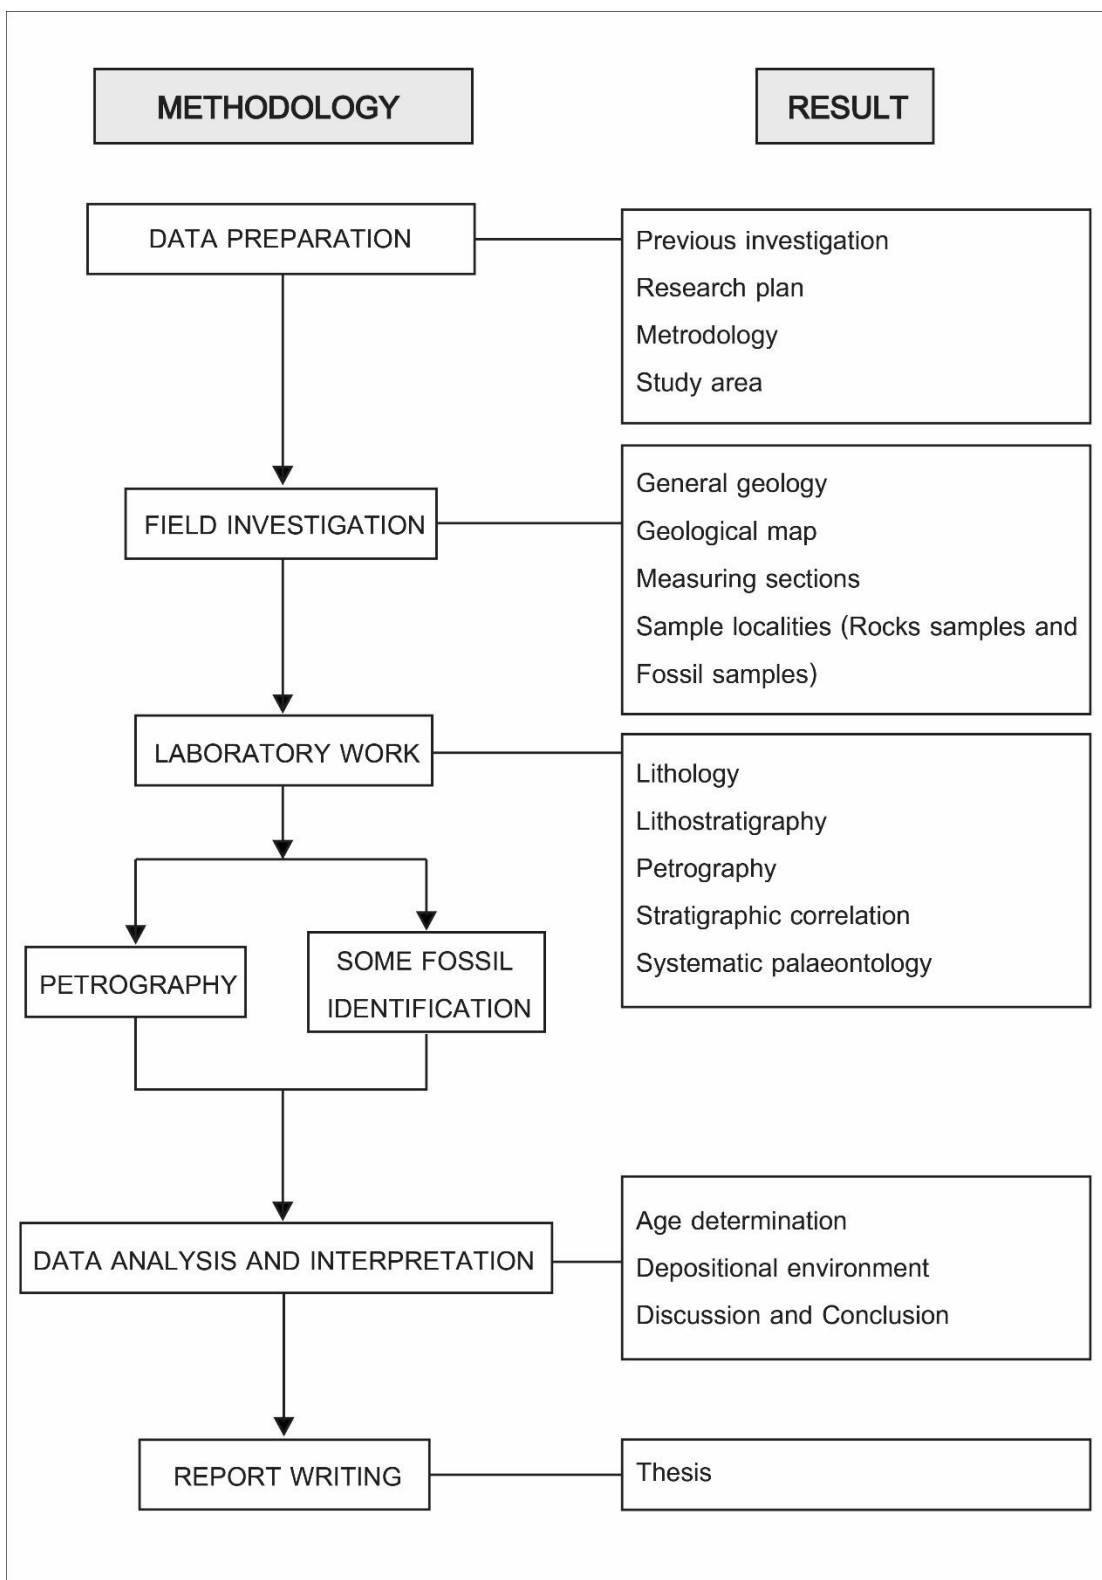 METHODOLOGY
RESULT
DATA PREPARATION
Previous investigation
Research plan
Metrodology
Study area
FIELD INVESTIGATION
General geology
Geological map
Measuring sections
Sample localities (Rocks samples and
Fossil samples)
LABORATORY WORK
Lithology
Lithostratigraphy
Petrography
Stratigraphic correlation
Systematic palaeontology
PETROGRAPHY
SOME FOSSIL
IDENTIFICATION
DATA ANALYSIS AND INTERPRETATION
Age determination
Depositional environment
Discussion and Conclusion
REPORT WRITING
Thesis